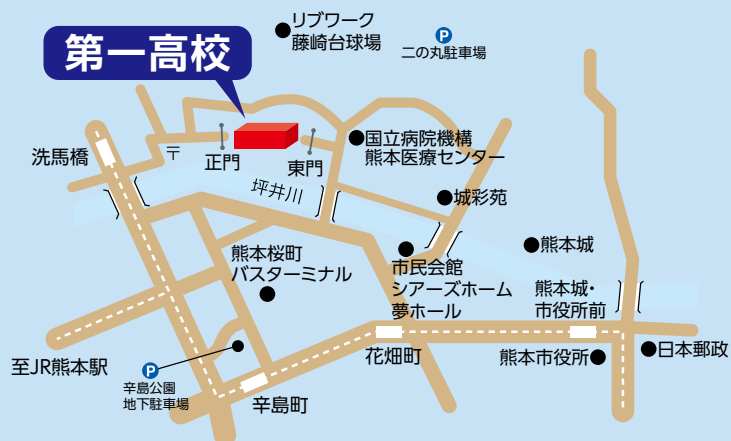 リブワーク
藤崎台球場
P
二の丸駐車場
第一高校
洗馬橋
〒
正門
東門
国立病院機構
熊本医療センター
坪井川
城彩苑
熊本城
熊本桜町
バスターミナル
市民会館
シアーズホーム
夢ホール
熊本城・
市役所前
至JR熊本駅
P
辛島公園
地下駐車場
辛島町
花畑町
熊本市役所
日本郵政